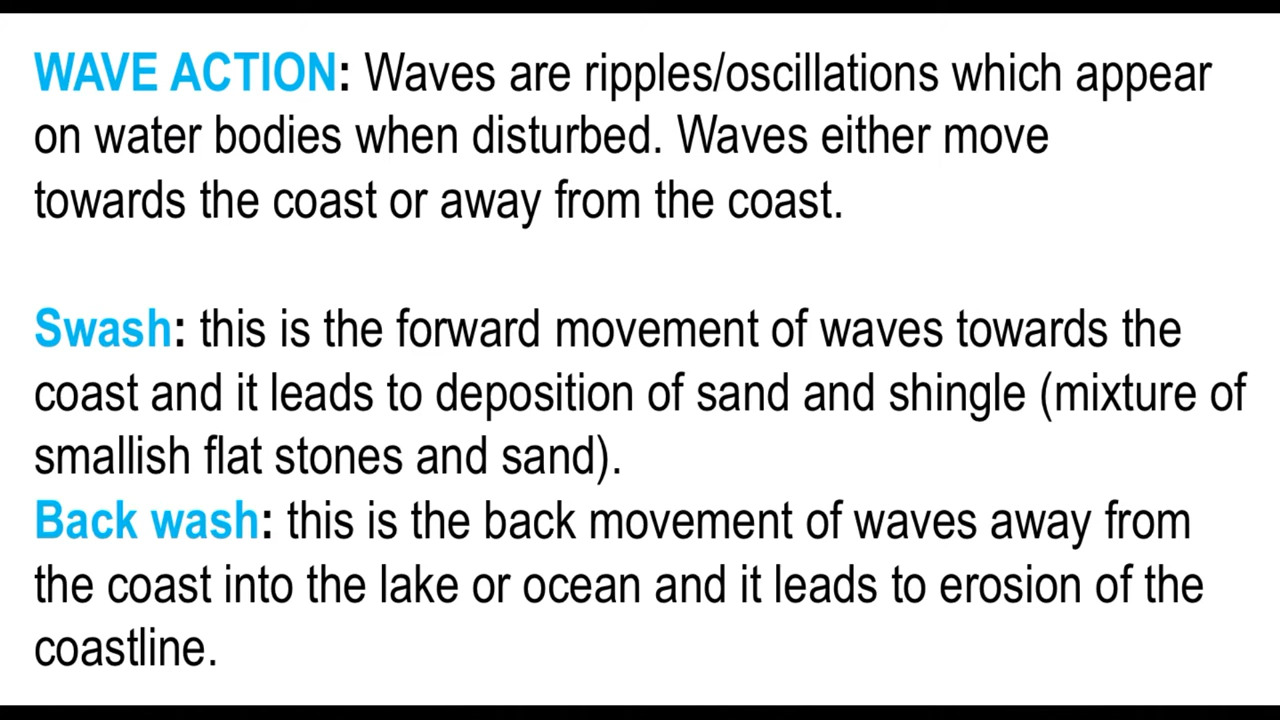 WAVE ACTION: Waves are ripples/oscillations which appear
on water bodies when disturbed. Waves either move
towards the coast or away from the coast.
Swash: this is the forward movement of waves towards the
coast and it leads to deposition of sand and shingle (mixture of
smallish flat stones and sand).
Back wash: this is the back movement of waves away from
the coast into the lake or ocean and it leads to erosion of the
coastline.